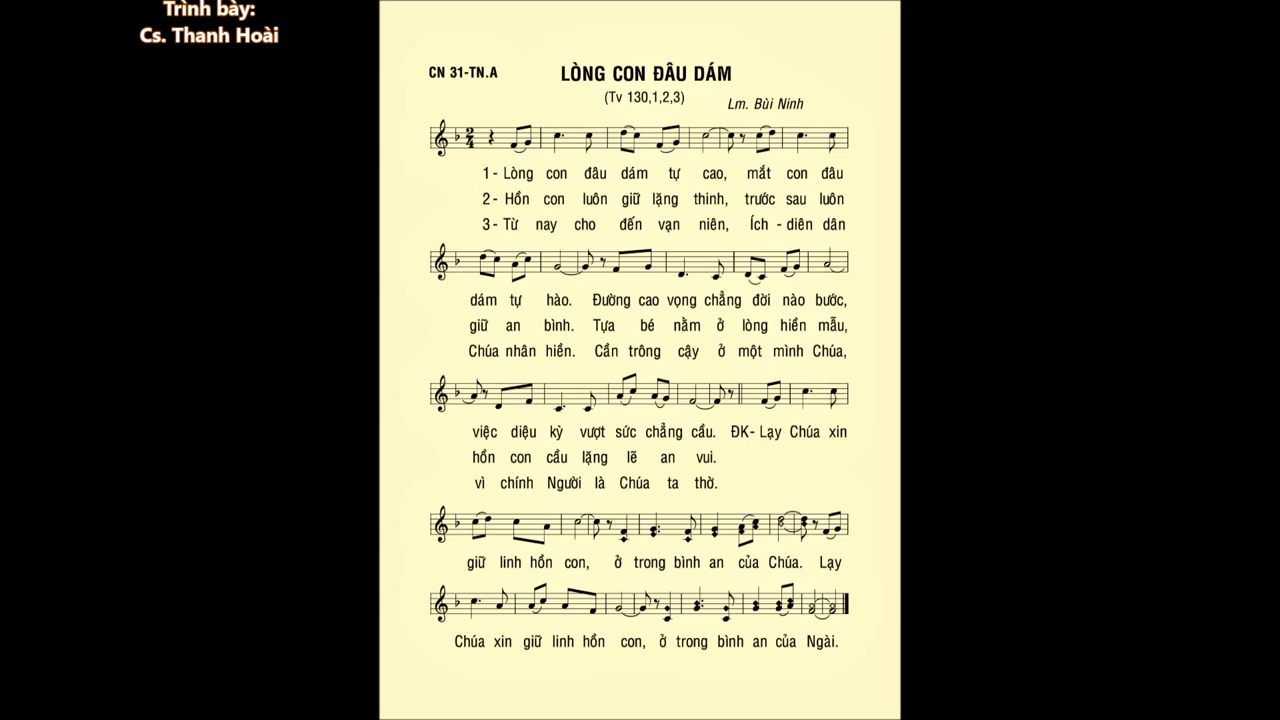 Trình bày:
Cs. Thanh Hoài
CN 31-TN.A
LÒNG CON ĐÂU DÁM
(Tv 130,1,2,3)
Lm. Bùi Ninh
1- Lòng con đâu dám tự cao, mắt con đâu
2- Hồn con luôn giữ lặng thinh, trước sau luôn
3- Từ nay cho đến vạn niên, Ích - diên dân
dám tự hào. Đường cao vọng chẳng đời nào bước,
giữ an bình. Tựa bé nằm ở lòng hiền mẫu,
Chúa nhân hiền. Cần trông cậy ở một mình Chúa,
việc diệu kỳ vượt sức chẳng cầu. ĐK- Lạy Chúa xin
hồn con cầu lặng lẽ an vui.
vì chính Người là Chúa ta thờ.
giữ linh hồn con, ở trong bình an của Chúa. Lạy
Chúa xin giữ linh hồn con, ở trong bình an của Ngài.